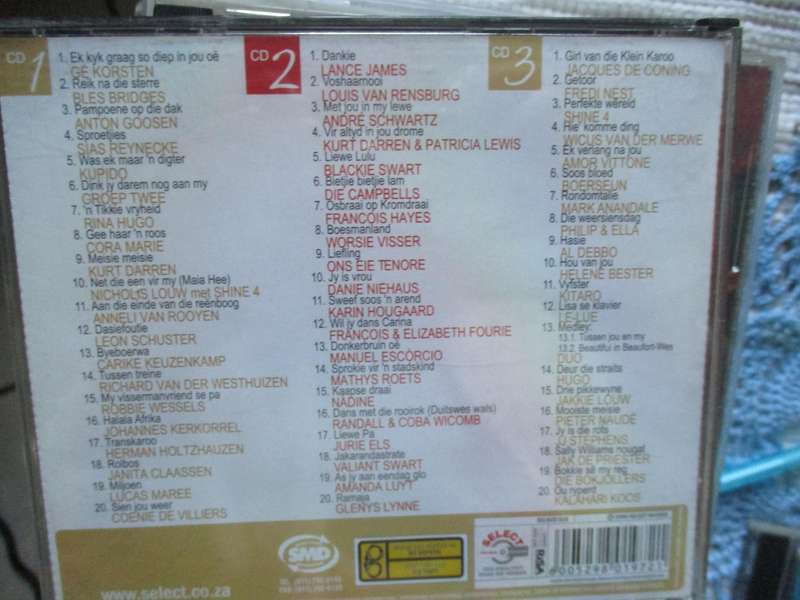 CD 1
1. Ek kyk graag so diep in jou oë
GÉ KORSTEN
2. Reik na die sterre
BLES BRIDGES
3. Pampoene op die dak
ANTON GOOSEN
4. Sproetjies
SIAS REYNECKE
5. Was ek maar 'n digter
KUPIDO
6. Dink jy darem nog aan my
GROEP TWEE
7. 'n Tikkie vryheid
RINA HUGO
8. Gee haar 'n roos
CORA MARIE
9. Meisie meisie
KURT DARREN
10. Net die een vir my (Maia Hee)
NICHOLIS LOUW met SHINE 4
11. Aan die einde van die reënboog
ANNELI VAN ROOYEN
12. Dasiefoutie
LEON SCHUSTER
13. Byeboerwa
CARIKE KEUZENKAMP
14. Tussen treine
RICHARD VAN DER WESTHUIZEN
15. My vissermanvriend se pa
ROBBIE WESSELS
16. Halala Afrika
JOHANNES KERKORREL
17. Transkaroo
HERMAN HOLTZHAUZEN
18. Roibos
JANITA CLAASSEN
19. Miljoen
LUCAS MAREE
20. Sien jou weer
COENIE DE VILLIERS
CD 2
1. Dankie
LANCE JAMES
2. Voshaarnooi
LOUIS VAN RENSBURG
3. Met jou in my lewe
ANDRÉ SCHWARTZ
4. Vir altyd in jou drome
KURT DARREN & PATRICIA LEWIS
5. Liewe Lulu
BLACKIE SWART
6. Bietjie bietjie lam
DIE CAMPBELLS
7. Osbraai op Kromdraai
FRANCOIS HAYES
8. Boesmanland
WORSIE VISSER
9. Liefling
ONS EIE TENORE
10. Jy is vrou
DANIE NIEHAUS
11. Sweef soos 'n arend
KARIN HOUGAARD
12. Wil jy dans Carina
FRANCOIS & ELIZABETH FOURIE
13. Donkerbruin oë
MANUEL ESCÓRCIO
14. Sprokie vir 'n stadskind
MATHYS ROETS
15. Kaapse draai
NADINE
16. Dans met die rooirok (Duitswes wals)
RANDALL & COBA WICOMB
17. Liewe Pa
JURIE ELS
18. Jakarandastrate
VALIANT SWART
19. As jy aan eendag glo
AMANDA LUYT
20. Ramaja
GLENYS LYNNE
CD 3
1. Girl van die Klein Karoo
JACQUES DE CONING
2. Getoor
FREDI NEST
3. Perfekte wêreld
SHINE 4
4. Hie' komme ding
WICUS VAN DER MERWE
5. Ek verlang na jou
AMOR VITTONE
6. Soos bloed
BOERSEUN
7. Rondomtalie
MARK ANANDALE
8. Die weersiensdag
PHILIP & ELLA
9. Hasie
AL DEBBO
10. Hou van jou
HELENE BESTER
11. Vyfster
KITARO
12. Lisa se klavier
LE-LUE
13. Medley:
13.1. Tussen jou en my
13.2. Beautiful in Beaufort-Wes
DUO
14. Deur die straits
HUGO
15. Drie pikkewyne
JAKKIE LOUW
16. Mooiste meisie
PIETER NAUDÉ
17. Jy is die rots
JJ STEPHENS
18. Sally Williams nougat
JAK DE PRIESTER
19. Bokkie sê my reg
DIE BOKJOLLERS
20. Ou rypert
KALAHARI KOOS
SMD
SELECT
6005298 019721
www.select.co.za